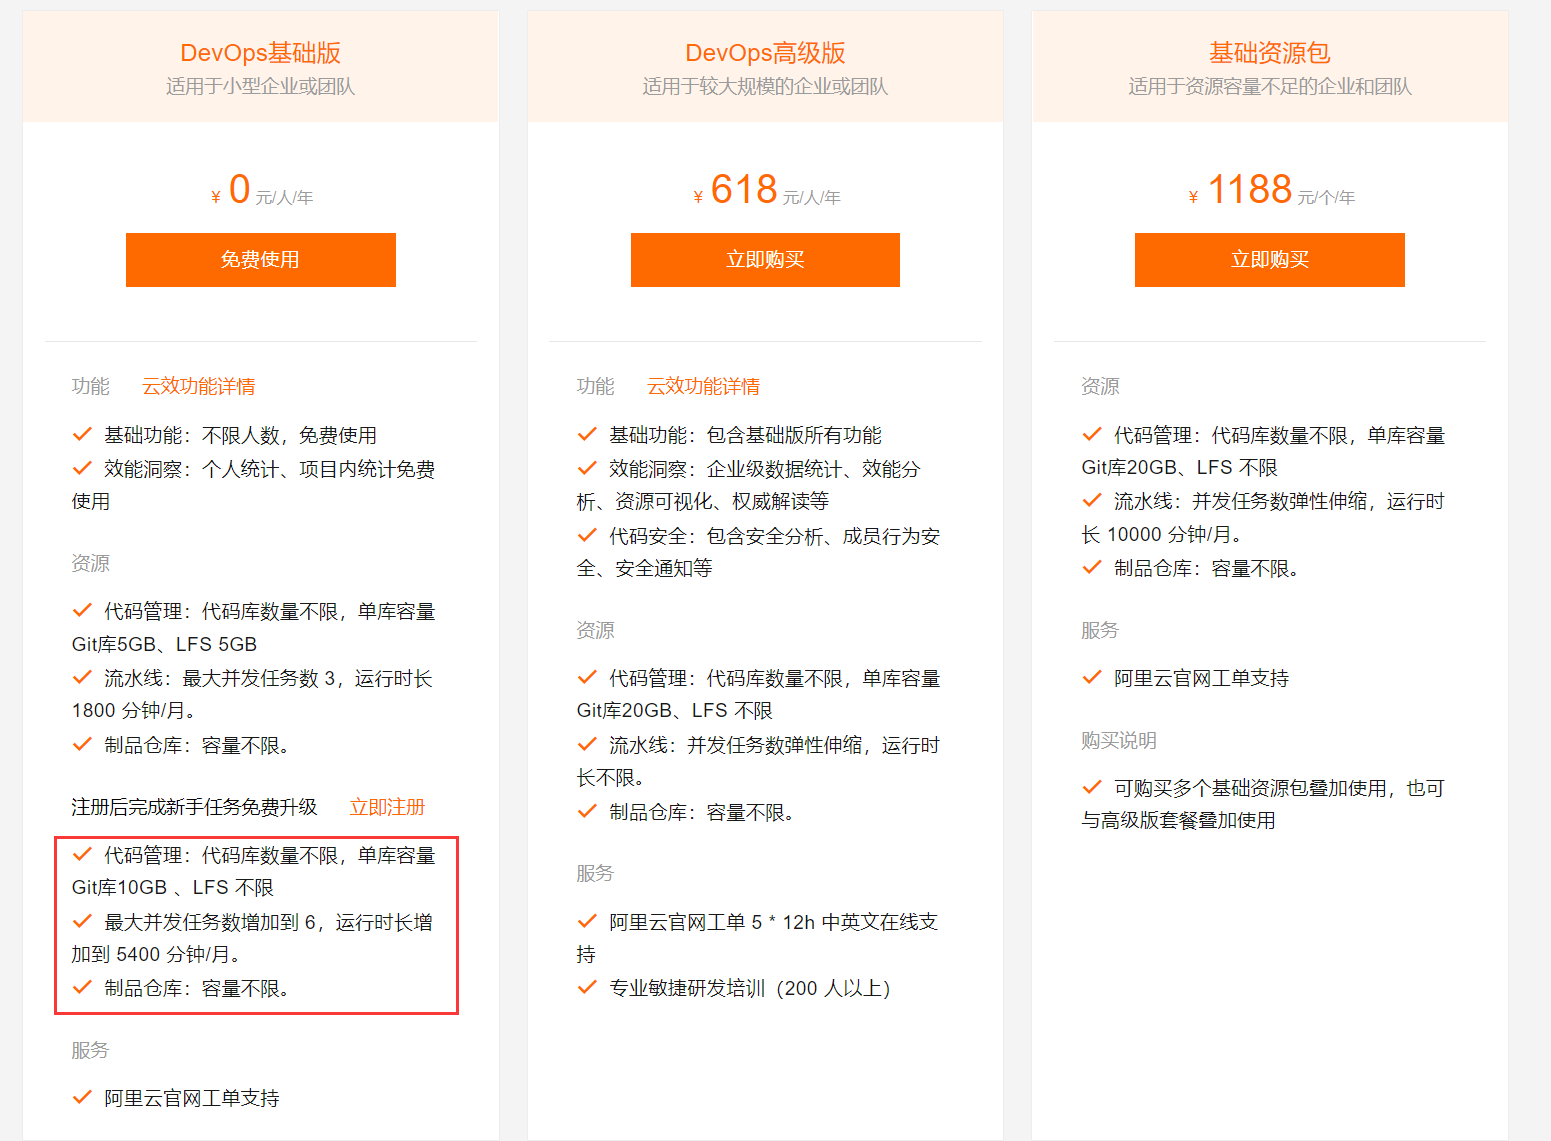 DevOps基础版
适用于小型企业或团队
¥ 0 元/人/年
免费使用
功能 云效功能详情
基础功能：不限人数，免费使用
效能洞察：个人统计、项目内统计免费
使用
资源
代码管理：代码库数量不限，单库容量
Git库5GB、LFS 5GB
流水线：最大并发任务数 3，运行时长
1800 分钟/月。
制品仓库：容量不限。
注册后完成新手任务免费升级 立即注册
代码管理：代码库数量不限，单库容量
Git库10GB 、LFS 不限
最大并发任务数增加到 6，运行时长增
加到 5400 分钟/月。
制品仓库：容量不限。
服务
阿里云官网工单支持
DevOps高级版
适用于较大规模的企业或团队
¥ 618 元/人/年
立即购买
功能 云效功能详情
基础功能：包含基础版所有功能
效能洞察：企业级数据统计、效能分
析、资源可视化、权威解读等
代码安全：包含安全分析、成员行为安
全、安全通知等
资源
代码管理：代码库数量不限，单库容量
Git库20GB、LFS 不限
流水线：并发任务数弹性伸缩，运行时
长不限。
制品仓库：容量不限。
服务
阿里云官网工单 5 * 12h 中英文在线支
持
专业敏捷研发培训（200 人以上）
基础资源包
适用于资源容量不足的企业和团队
¥ 1188 元/个/年
立即购买
资源
代码管理：代码库数量不限，单库容量
Git库20GB、LFS 不限
流水线：并发任务数弹性伸缩，运行时
长 10000 分钟/月。
制品仓库：容量不限。
服务
阿里云官网工单支持
购买说明
可购买多个基础资源包叠加使用，也可
与高级版套餐叠加使用